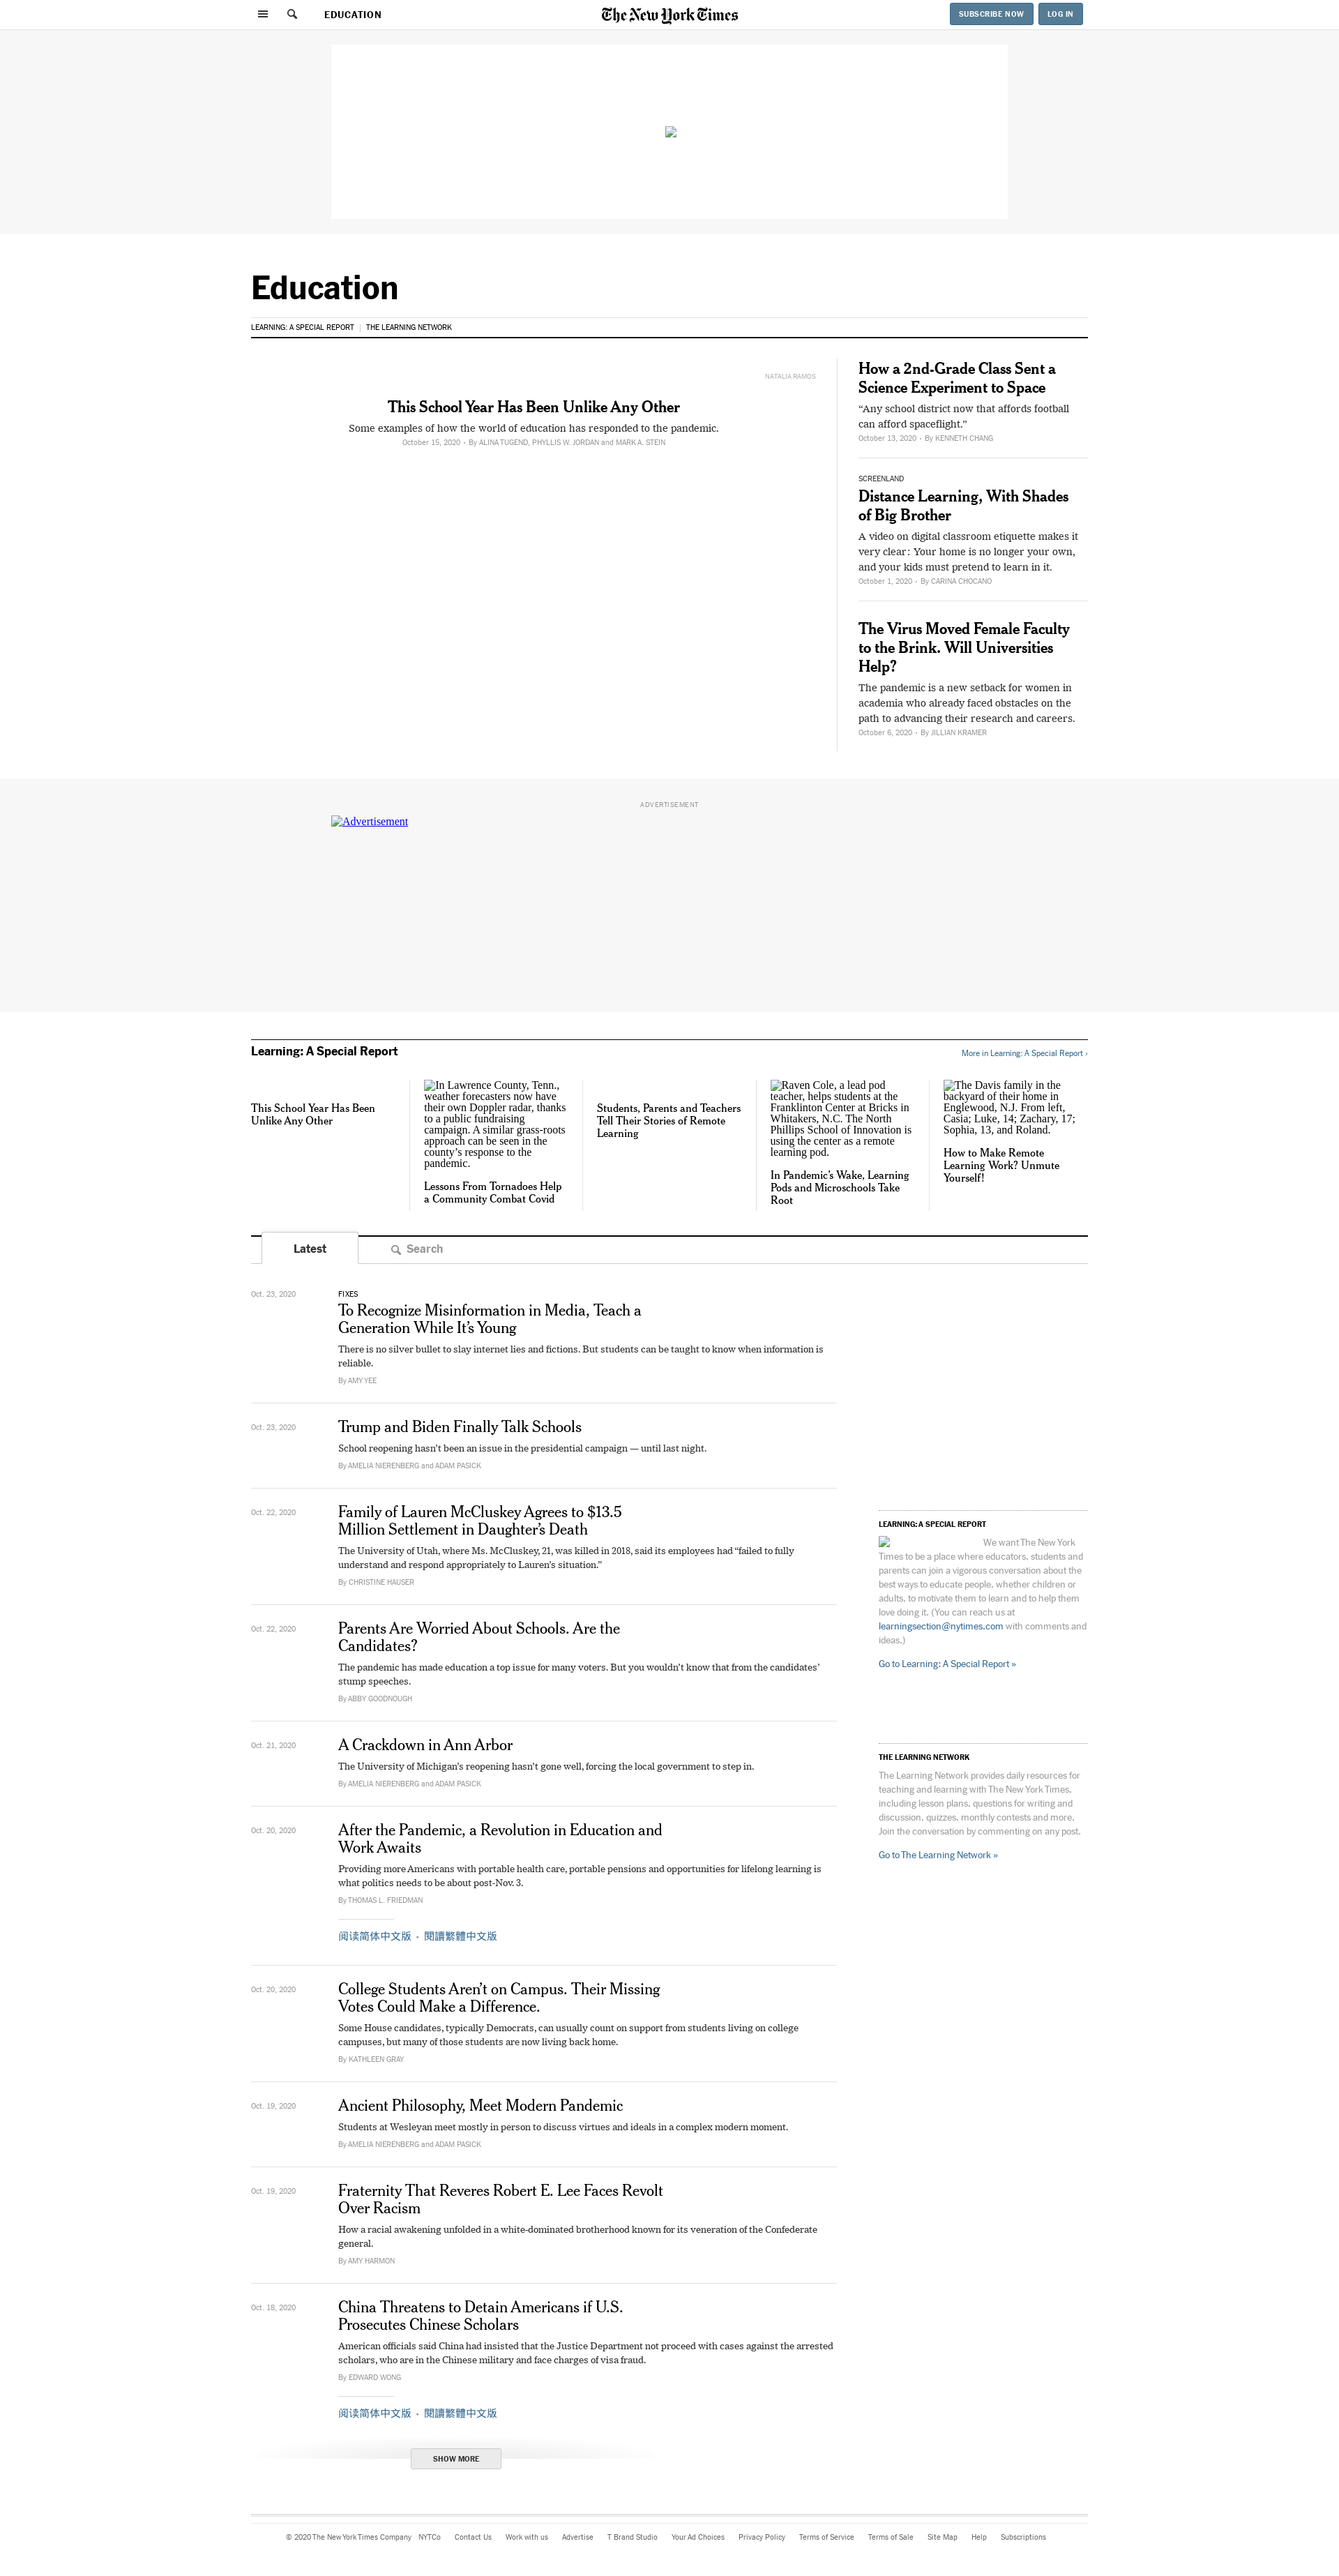 EDUCATION
The New York Times
SUBSCRIBE NOW
LOG IN
Education
LEARNING: A SPECIAL REPORT
THE LEARNING NETWORK
NATALIA RAMOS
This School Year Has Been Unlike Any Other
Some examples of how the world of education has responded to the pandemic.
October 15, 2020 • By ALINA TUGEND, PHYLLIS W. JORDAN and MARK A. STEIN
How a 2nd-Grade Class Sent a
Science Experiment to Space
“Any school district now that affords football
can afford spaceflight.”
October 13, 2020 • By KENNETH CHANG
SCREENLAND
Distance Learning, With Shades
of Big Brother
A video on digital classroom etiquette makes it
very clear: Your home is no longer your own,
and your kids must pretend to learn in it.
October 1, 2020 • By CARINA CHOCANO
The Virus Moved Female Faculty
to the Brink. Will Universities
Help?
The pandemic is a new setback for women in
academia who already faced obstacles on the
path to advancing their research and careers.
October 6, 2020 • By JILLIAN KRAMER
ADVERTISEMENT
Advertisement
Learning: A Special Report
More in Learning: A Special Report ›
This School Year Has Been
Unlike Any Other
In Lawrence County, Tenn.,
weather forecasters now have
their own Doppler radar, thanks
to a public fundraising
campaign. A similar grass-roots
approach can be seen in the
county’s response to the
pandemic.
Lessons From Tornadoes Help
a Community Combat Covid
Students, Parents and Teachers
Tell Their Stories of Remote
Learning
Raven Cole, a lead pod
teacher, helps students at the
Franklinton Center at Bricks in
Whitakers, N.C. The North
Phillips School of Innovation is
using the center as a remote
learning pod.
In Pandemic’s Wake, Learning
Pods and Microschools Take
Root
The Davis family in the
backyard of their home in
Englewood, N.J. From left,
Casia; Luke, 14; Zachary, 17;
Sophia, 13, and Roland.
How to Make Remote
Learning Work? Unmute
Yourself!
Latest
Search
Oct. 23, 2020
FIXES
To Recognize Misinformation in Media, Teach a
Generation While It’s Young
There is no silver bullet to slay internet lies and fictions. But students can be taught to know when information is
reliable.
By AMY YEE
Oct. 23, 2020
Trump and Biden Finally Talk Schools
School reopening hasn’t been an issue in the presidential campaign — until last night.
By AMELIA NIERENBERG and ADAM PASICK
Oct. 22, 2020
Family of Lauren McCluskey Agrees to $13.5
Million Settlement in Daughter’s Death
The University of Utah, where Ms. McCluskey, 21, was killed in 2018, said its employees had “failed to fully
understand and respond appropriately to Lauren’s situation.”
By CHRISTINE HAUSER
Oct. 22, 2020
Parents Are Worried About Schools. Are the
Candidates?
The pandemic has made education a top issue for many voters. But you wouldn’t know that from the candidates’
stump speeches.
By ABBY GOODNOUGH
Oct. 21, 2020
A Crackdown in Ann Arbor
The University of Michigan’s reopening hasn’t gone well, forcing the local government to step in.
By AMELIA NIERENBERG and ADAM PASICK
Oct. 20, 2020
After the Pandemic, a Revolution in Education and
Work Awaits
Providing more Americans with portable health care, portable pensions and opportunities for lifelong learning is
what politics needs to be about post-Nov. 3.
By THOMAS L. FRIEDMAN
阅读简体中文版 • 閱讀繁體中文版
Oct. 20, 2020
College Students Aren’t on Campus. Their Missing
Votes Could Make a Difference.
Some House candidates, typically Democrats, can usually count on support from students living on college
campuses, but many of those students are now living back home.
By KATHLEEN GRAY
Oct. 19, 2020
Ancient Philosophy, Meet Modern Pandemic
Students at Wesleyan meet mostly in person to discuss virtues and ideals in a complex modern moment.
By AMELIA NIERENBERG and ADAM PASICK
Oct. 19, 2020
Fraternity That Reveres Robert E. Lee Faces Revolt
Over Racism
How a racial awakening unfolded in a white-dominated brotherhood known for its veneration of the Confederate
general.
By AMY HARMON
Oct. 18, 2020
China Threatens to Detain Americans if U.S.
Prosecutes Chinese Scholars
American officials said China had insisted that the Justice Department not proceed with cases against the arrested
scholars, who are in the Chinese military and face charges of visa fraud.
By EDWARD WONG
阅读简体中文版 • 閱讀繁體中文版
SHOW MORE
LEARNING: A SPECIAL REPORT
We want The New York
Times to be a place where educators, students and
parents can join a vigorous conversation about the
best ways to educate people, whether children or
adults, to motivate them to learn and to help them
love doing it. (You can reach us at
learningsection@nytimes.com with comments and
ideas.)
Go to Learning: A Special Report »
THE LEARNING NETWORK
The Learning Network provides daily resources for
teaching and learning with The New York Times,
including lesson plans, questions for writing and
discussion, quizzes, monthly contests and more.
Join the conversation by commenting on any post.
Go to The Learning Network »
© 2020 The New York Times Company NYTCo Contact Us Work with us Advertise T Brand Studio Your Ad Choices Privacy Policy Terms of Service Terms of Sale Site Map Help Subscriptions